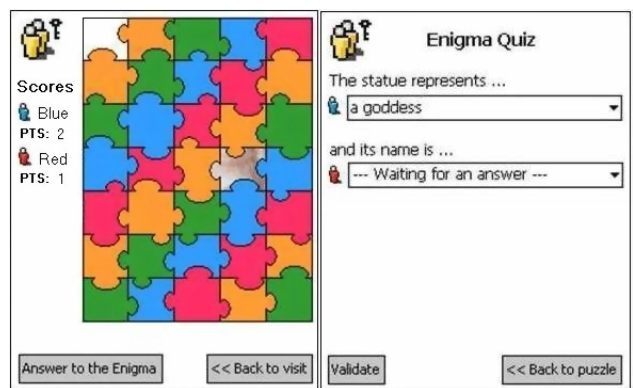 Scores
Blue
PTS: 2
Red
PTS: 1
Answer to the Enigma
<< Back to visit
Enigma Quiz
The statue represents ...
a goddess
and its name is ...
--- Waiting for an answer ---
Validate
<< Back to puzzle